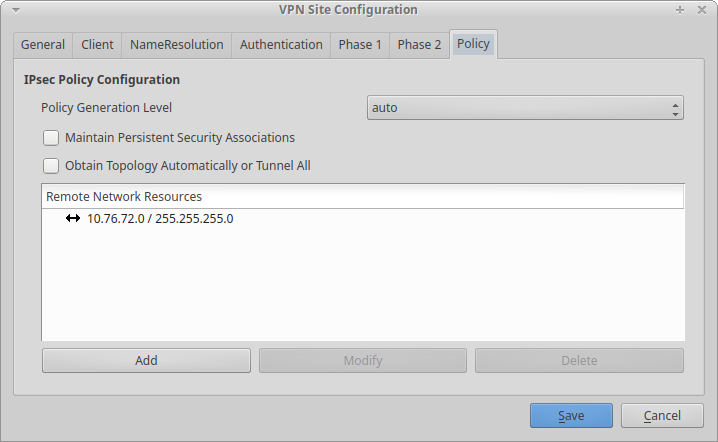 VPN Site Configuration
General Client NameResolution Authentication Phase 1 Phase 2 Policy
IPsec Policy Configuration
Policy Generation Level auto
Maintain Persistent Security Associations
Obtain Topology Automatically or Tunnel All
Remote Network Resources
10.76.72.0 / 255.255.255.0
Add Modify Delete
Save Cancel